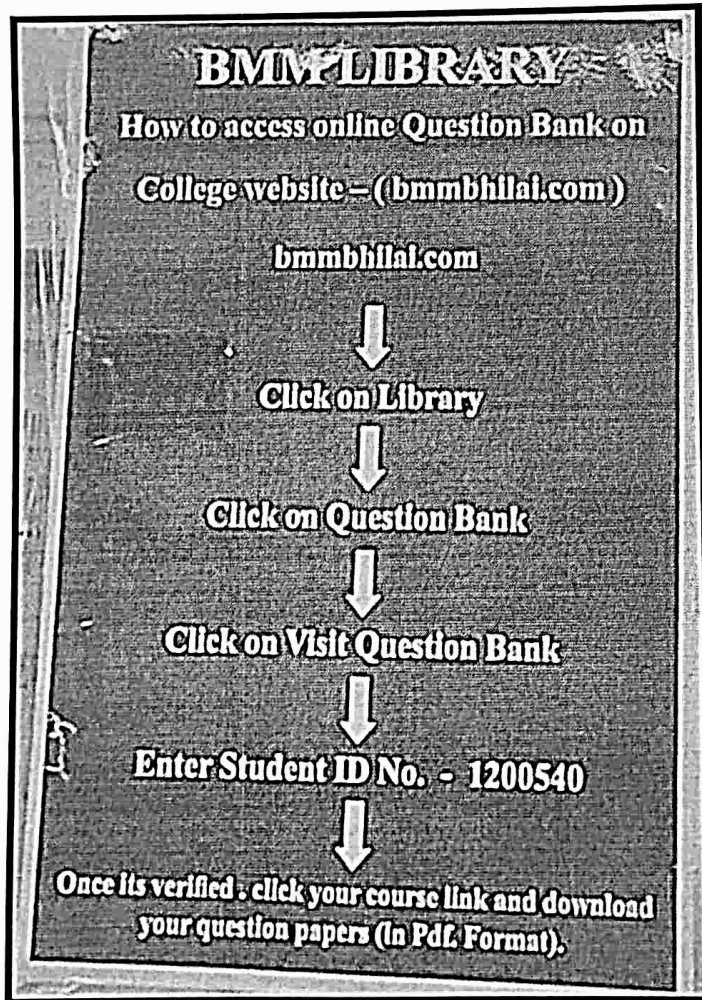 BMM LIBRARY
How to access online Question Bank on
College website – ( bmmbhilai.com )
bmmbhilai.com
Click on Library
Click on Question Bank
Click on Visit Question Bank
Enter Student ID No. - 1200540
Once its verified . click your course link and download
your question papers (In Pdf. Format).